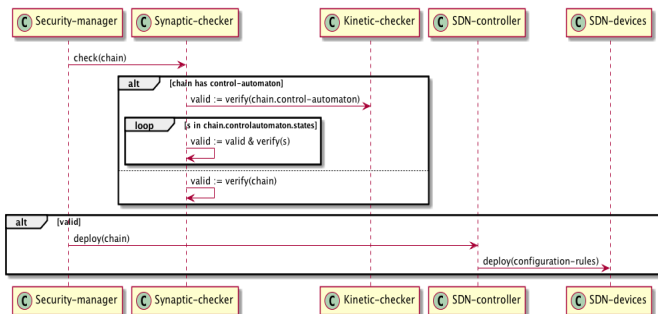 C Security-manager C Synaptic-checker C Kinetic-checker C SDN-controller C SDN-devices
check(chain)
alt [chain has control-automaton]
valid := verify(chain.control-automaton)
loop [s in chain.controlautomaton.states]
valid := valid & verify(s)
valid := verify(chain)
alt [valid]
deploy(chain)
deploy(configuration-rules)
C Security-manager C Synaptic-checker C Kinetic-checker C SDN-controller C SDN-devices